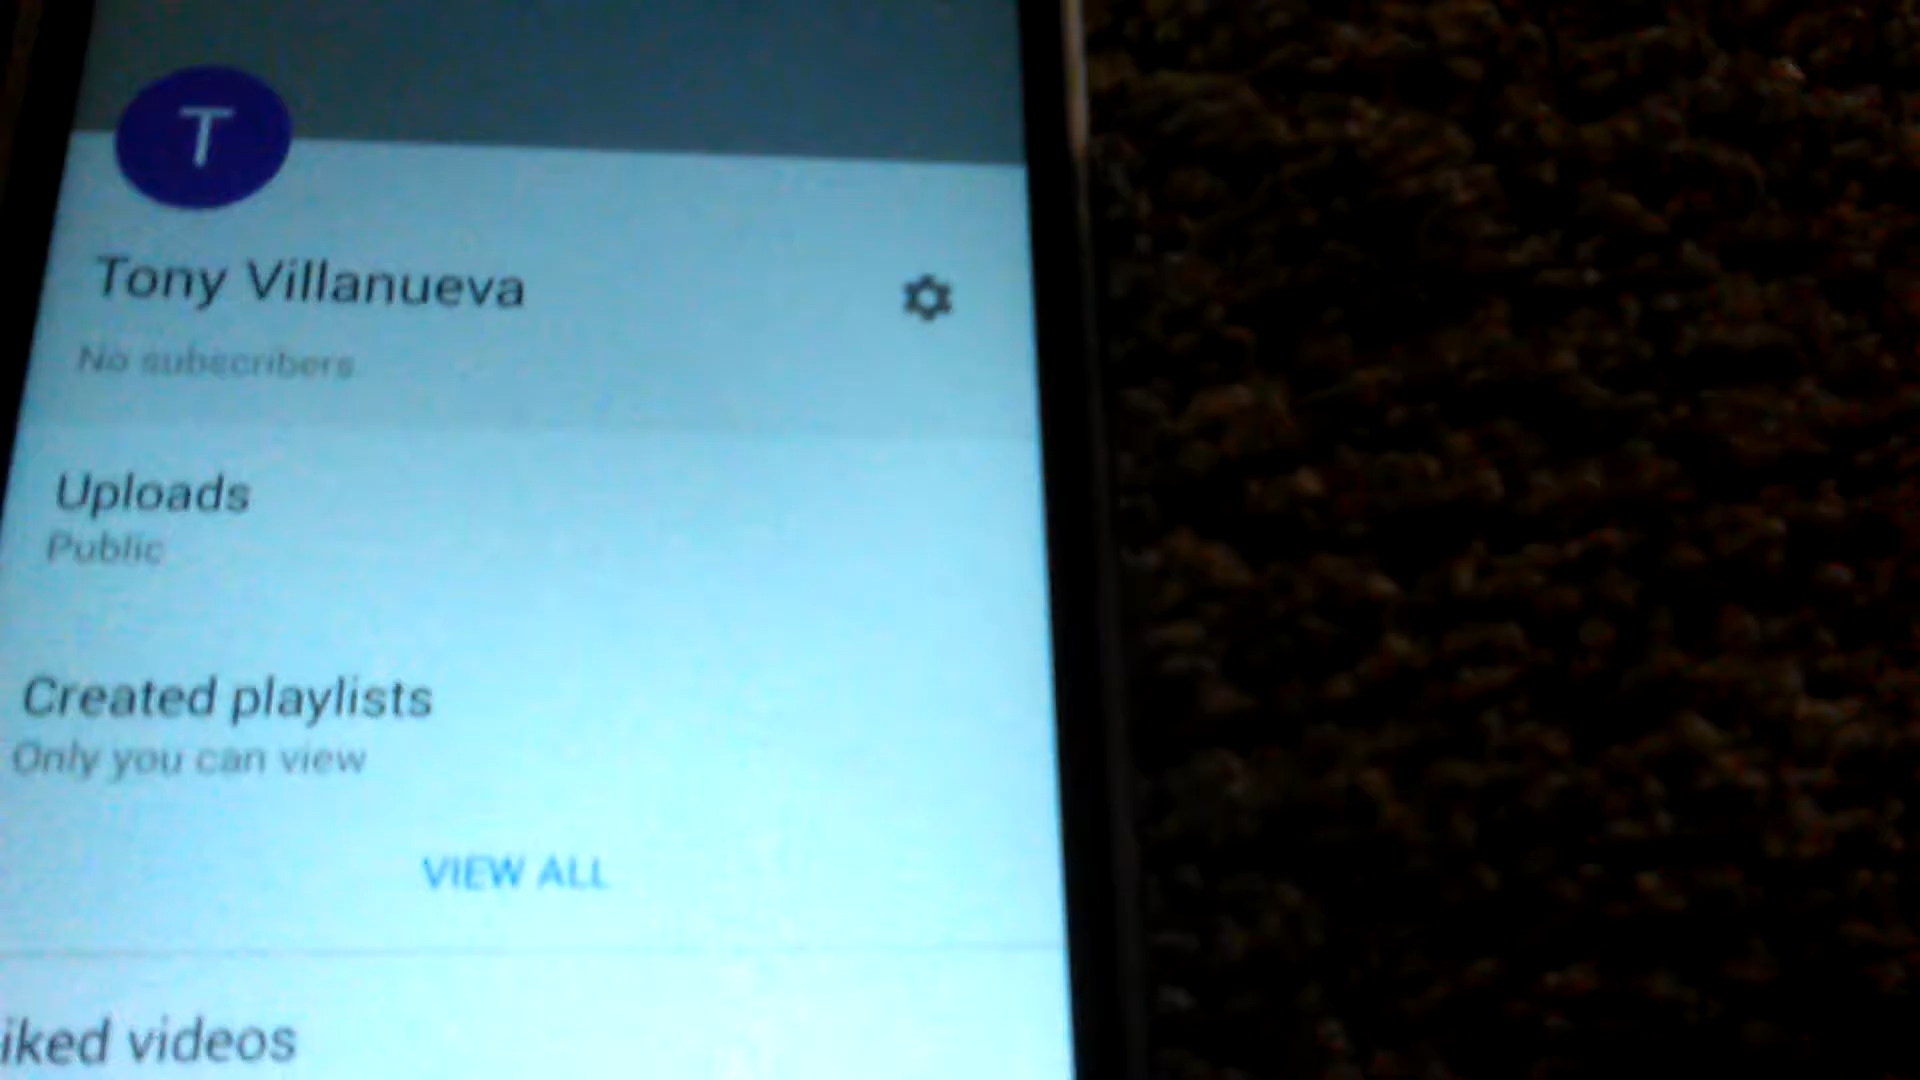 T
Tony Villanueva
No subscribers
Uploads
Public
Created playlists
Only you can view
VIEW ALL
iked videos